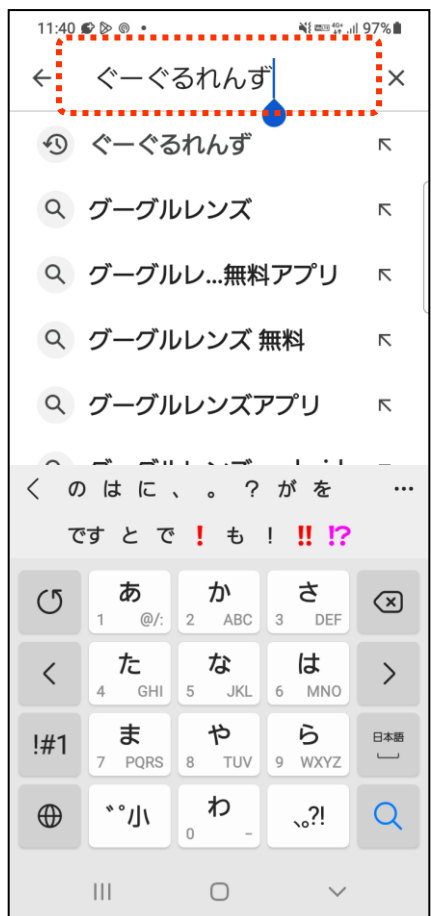 11:40 97%
ぐーぐるれんず
ぐーぐるれんず
グーグルレンズ
グーグルレ...無料アプリ
グーグルレンズ 無料
グーグルレンズアプリ
の は に 、 。 ? が を ...
です と で ! も ! !! !?
あ か さ
1 @/: 2 ABC 3 DEF
た な は
4 GHI 5 JKL 6 MNO
!#1 ま や ら 日本語
7 PQRS 8 TUV 9 WXYZ
゛゜小 わ 、。?!
0 -